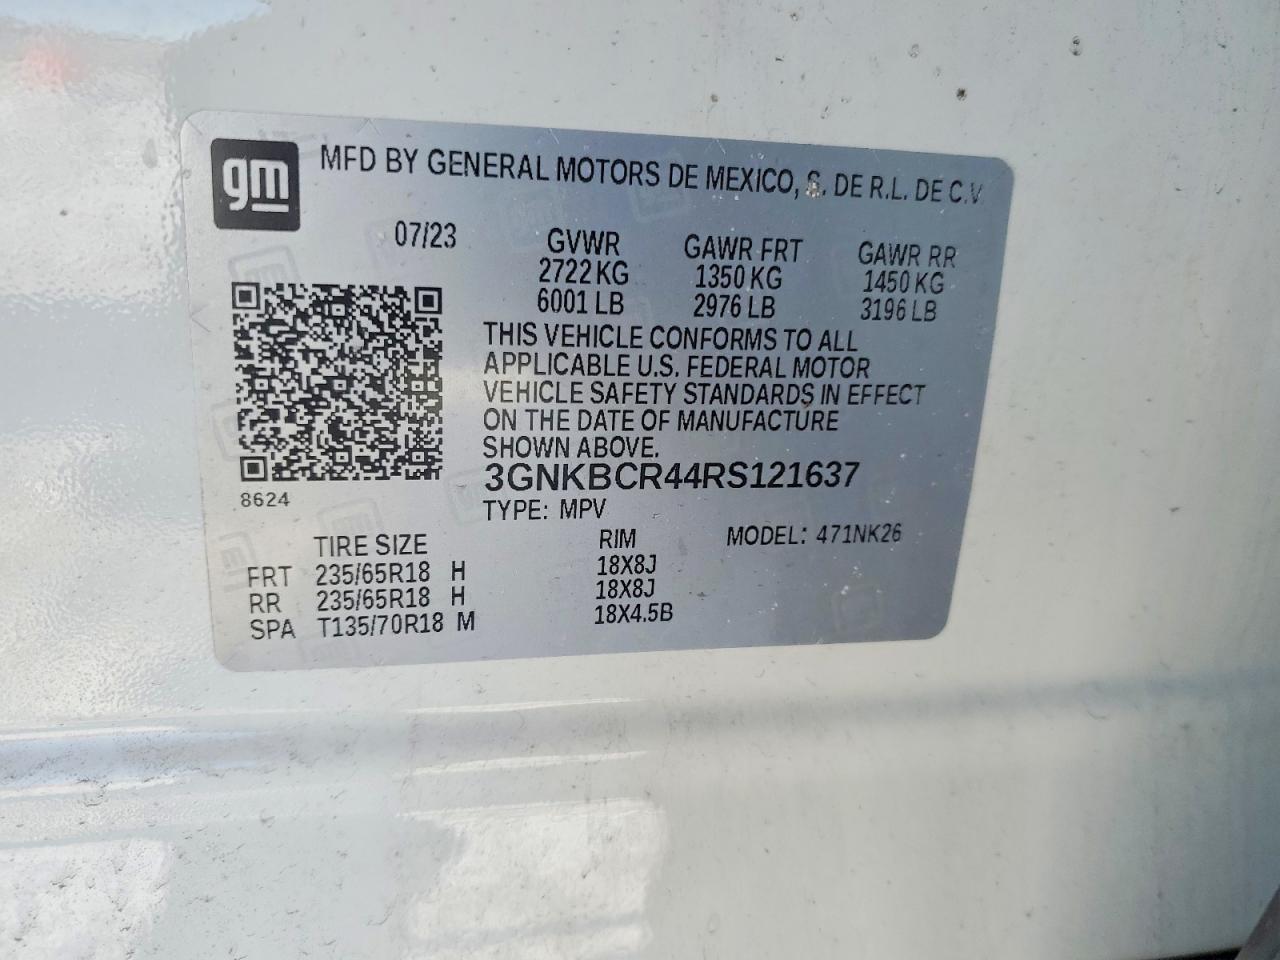 gm
MFD BY GENERAL MOTORS DE MEXICO, S. DE R.L. DE C.V
07/23
GVWR GAWR FRT GAWR RR
2722 KG 1350 KG 1450 KG
6001 LB 2976 LB 3196 LB
THIS VEHICLE CONFORMS TO ALL
APPLICABLE U.S. FEDERAL MOTOR
VEHICLE SAFETY STANDARDS IN EFFECT
ON THE DATE OF MANUFACTURE
SHOWN ABOVE.
3GNKBCR44RS121637
8624
TYPE: MPV
TIRE SIZE RIM MODEL: 471NK26
FRT 235/65R18 H 18X8J
RR 235/65R18 H 18X8J
SPA T135/70R18 M 18X4.5B